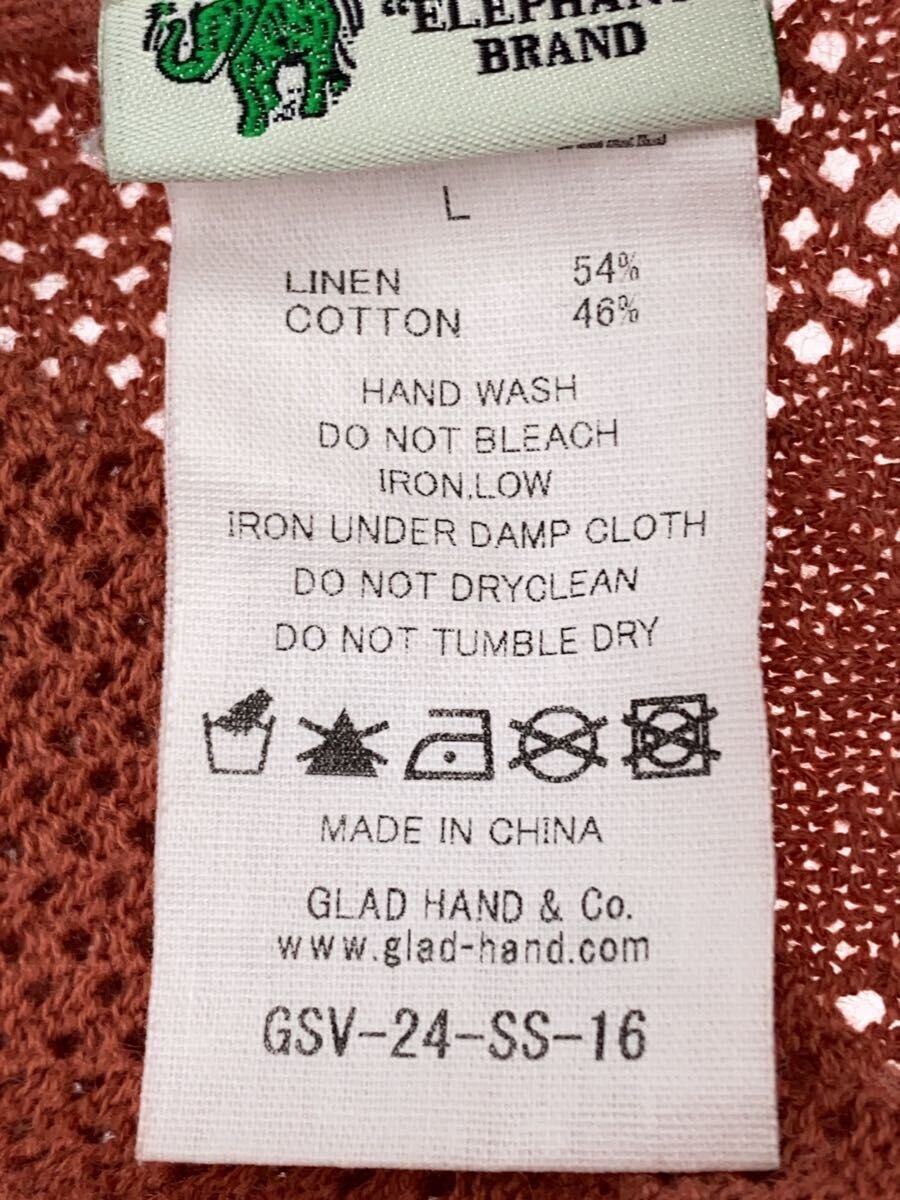 "ELEPHANT
BRAND
L
LINEN 54%
COTTON 46%
HAND WASH
DO NOT BLEACH
IRON.LOW
IRON UNDER DAMP CLOTH
DO NOT DRYCLEAN
DO NOT TUMBLE DRY
MADE IN CHINA
GLAD HAND & Co.
www.glad-hand.com
GSV-24-SS-16